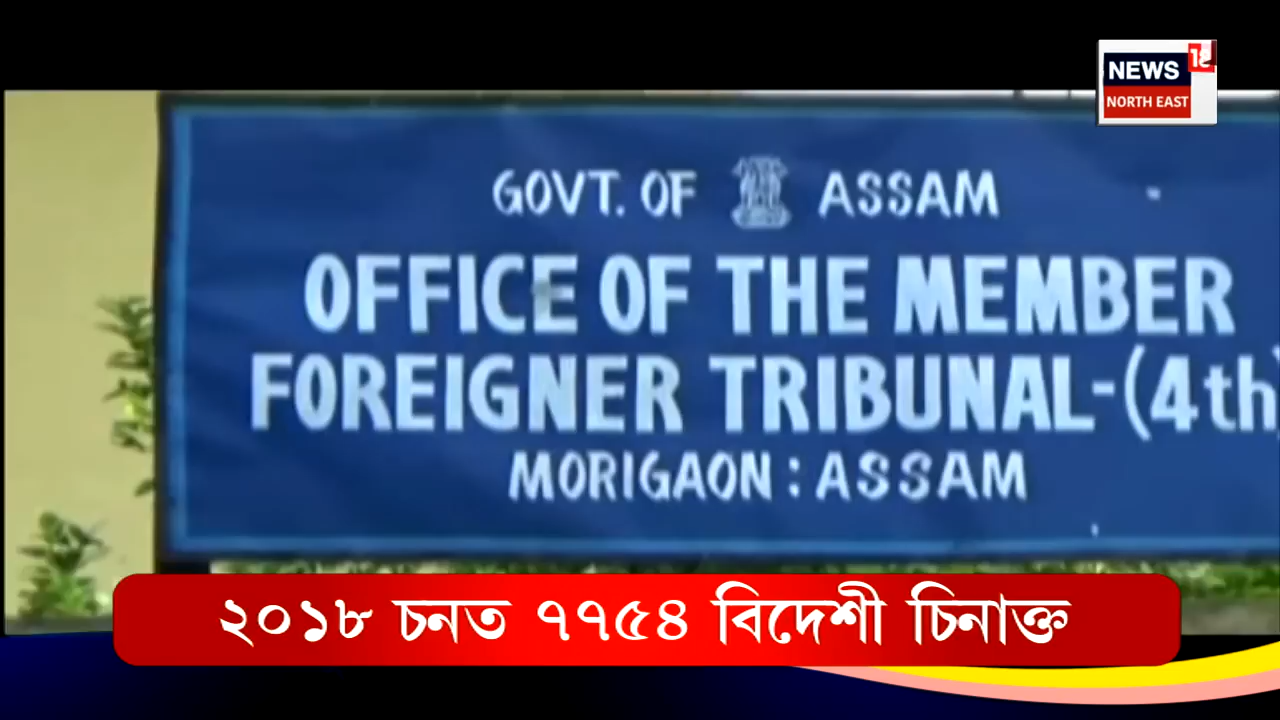 NEWS 18
NORTH EAST
GOVT. OF ASSAM
OFFICE OF THE MEMBER
FOREIGNER TRIBUNAL-(4th)
MORIGAON : ASSAM
২০১৮ চনত ৭৭৫৪ বিদেশী চিনাক্ত